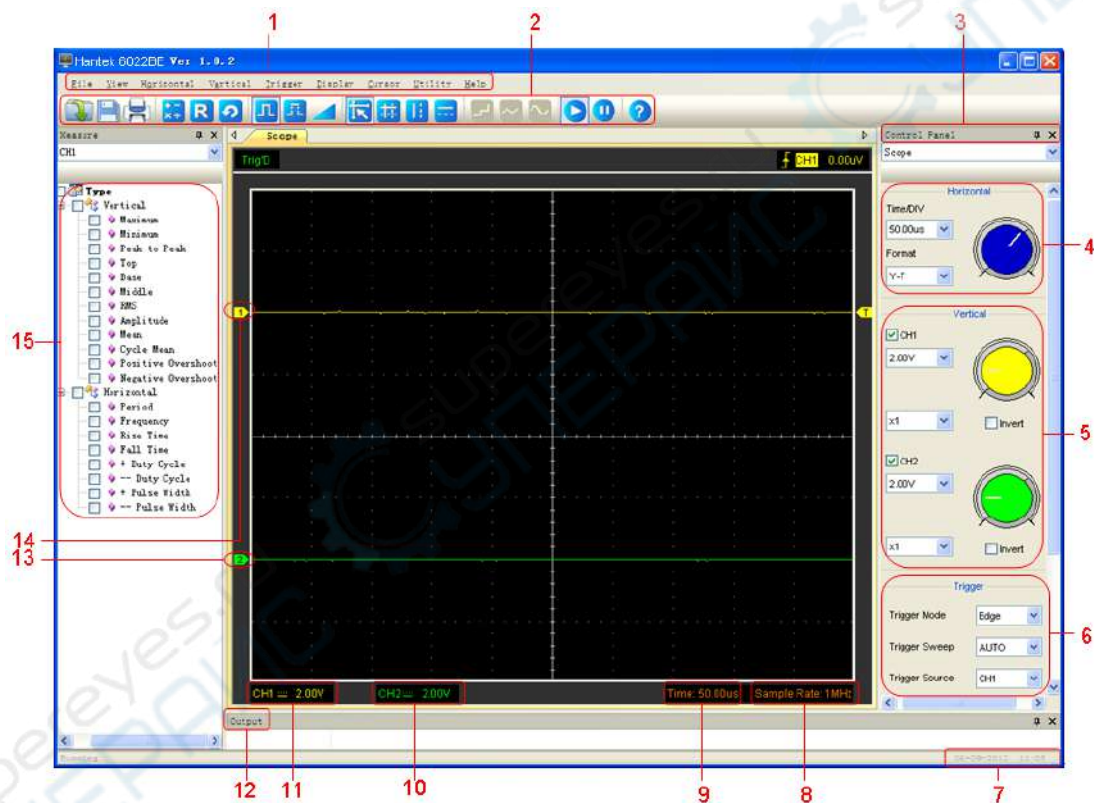 1
2
3
Hantek 6022BE Ver 1.0.2
File View Horizontal Vertical Trigger Display Cursor Utility Help
R
?
Measure
Scope
Control Panel
CH1
Scope
Trig'D
CH1 0.00uV
Type
Vertical
Maximum
Minimum
Peak to Peak
Top
Base
Middle
RMS
Amplitude
Mean
Cycle Mean
Positive Overshoot
Negative Overshoot
Horizontal
Period
Frequency
Rise Time
Fall Time
+ Duty Cycle
-- Duty Cycle
+ Pulse Width
-- Pulse Width
15
14
13
1
T
2
Horizontal
Time/DIV
50.00us
Format
Y-T
4
Vertical
CH1
2.00V
x1
Invert
5
CH2
2.00V
x1
Invert
Trigger
Trigger Mode Edge
Trigger Sweep AUTO
Trigger Source CH1
6
CH1 2.00V
CH2 2.00V
Time: 50.00us
Sample Rate: 1MHz
Output
Running
12
11
10
9
8
7
supereyes.ru
СУПЕРАЙС